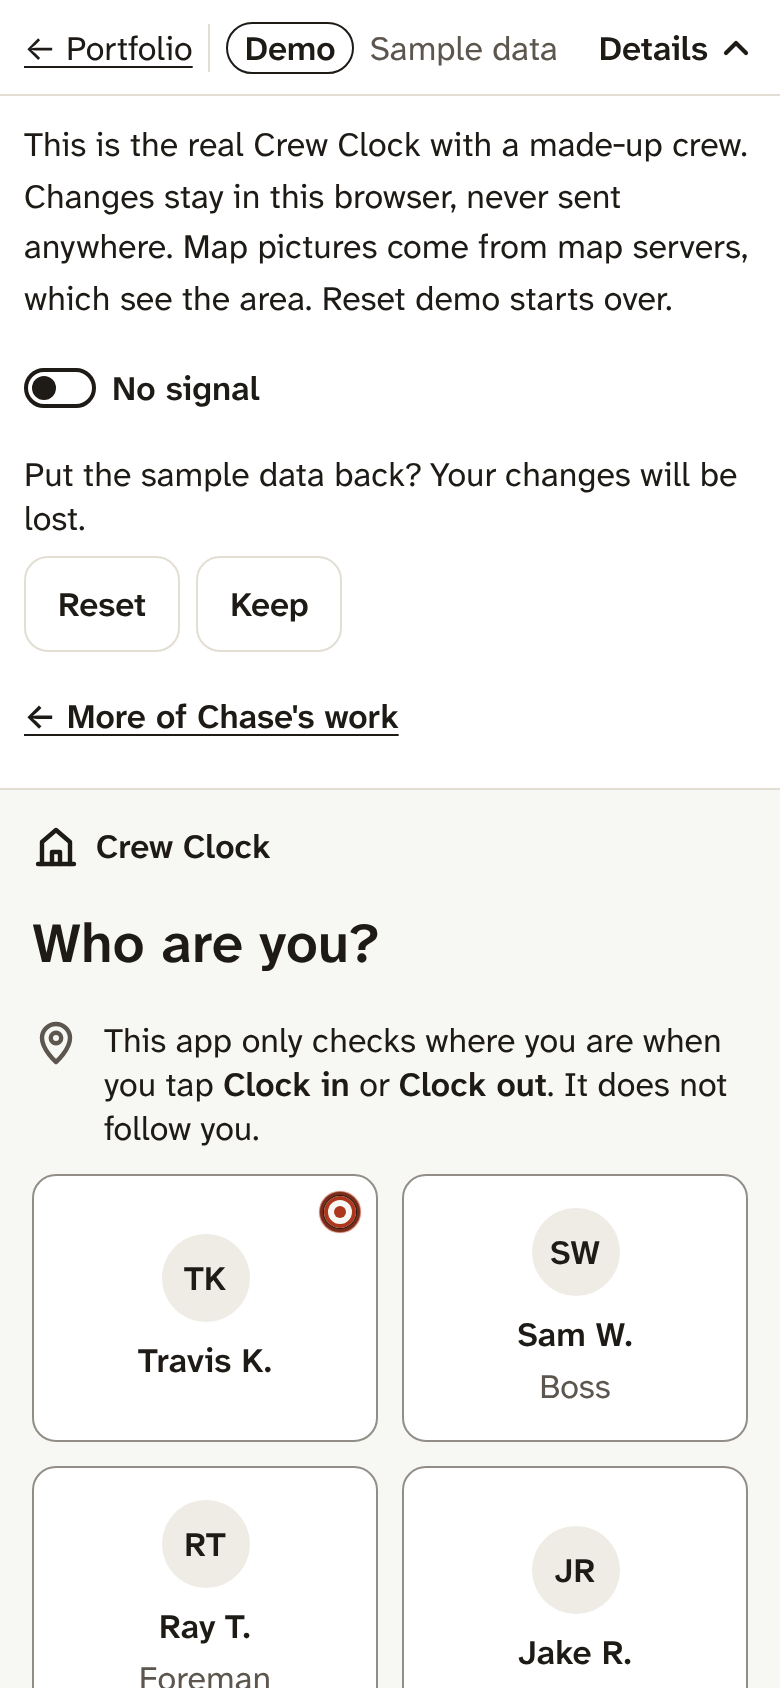 ← Portfolio
Demo
Sample data
Details
This is the real Crew Clock with a made-up crew.
Changes stay in this browser, never sent
anywhere. Map pictures come from map servers,
which see the area. Reset demo starts over.
No signal
Put the sample data back? Your changes will be
lost.
Reset
Keep
← More of Chase's work
Crew Clock
Who are you?
This app only checks where you are when
you tap Clock in or Clock out. It does not
follow you.
TK
Travis K.
SW
Sam W.
Boss
RT
Ray T.
Foreman
JR
Jake R.